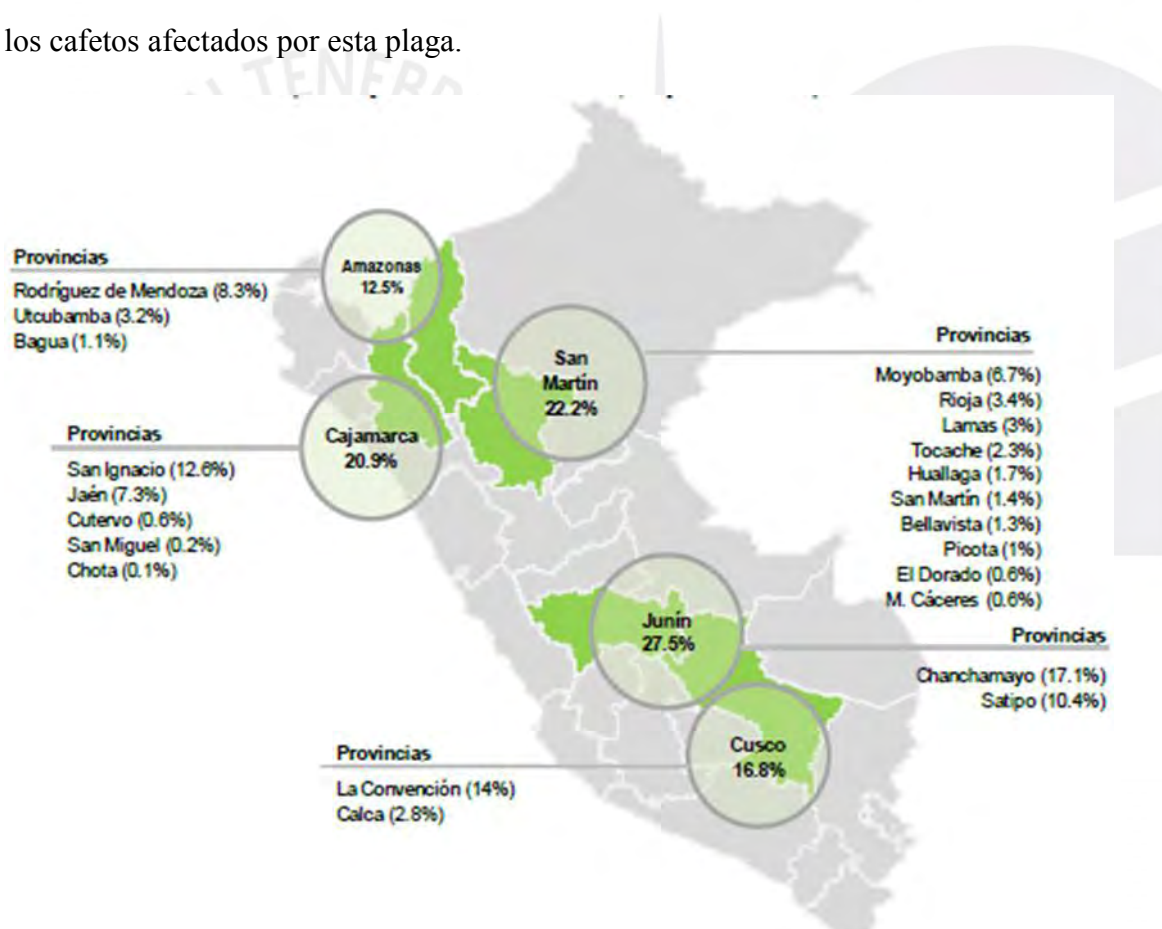 los cafetos afectados por esta plaga.
Provincias
Rodríguez de Mendoza (8.3%)
Utcubamba (3.2%)
Bagua (1.1%)
Amazonas
12.5%
San
Martín
22.2%
Provincias
Moyobamba (6.7%)
Rioja (3.4%)
Lamas (3%)
Tocache (2.3%)
Huallaga (1.7%)
San Martín (1.4%)
Bellavista (1.3%)
Picota (1%)
El Dorado (0.6%)
M. Cáceres (0.6%)
Provincias
San Ignacio (12.6%)
Jaén (7.3%)
Cutervo (0.6%)
San Miguel (0.2%)
Chota (0.1%)
Cajamarca
20.9%
Junín
27.5%
Provincias
Chanchamayo (17.1%)
Satipo (10.4%)
Provincias
La Convención (14%)
Calca (2.8%)
Cusco
16.8%